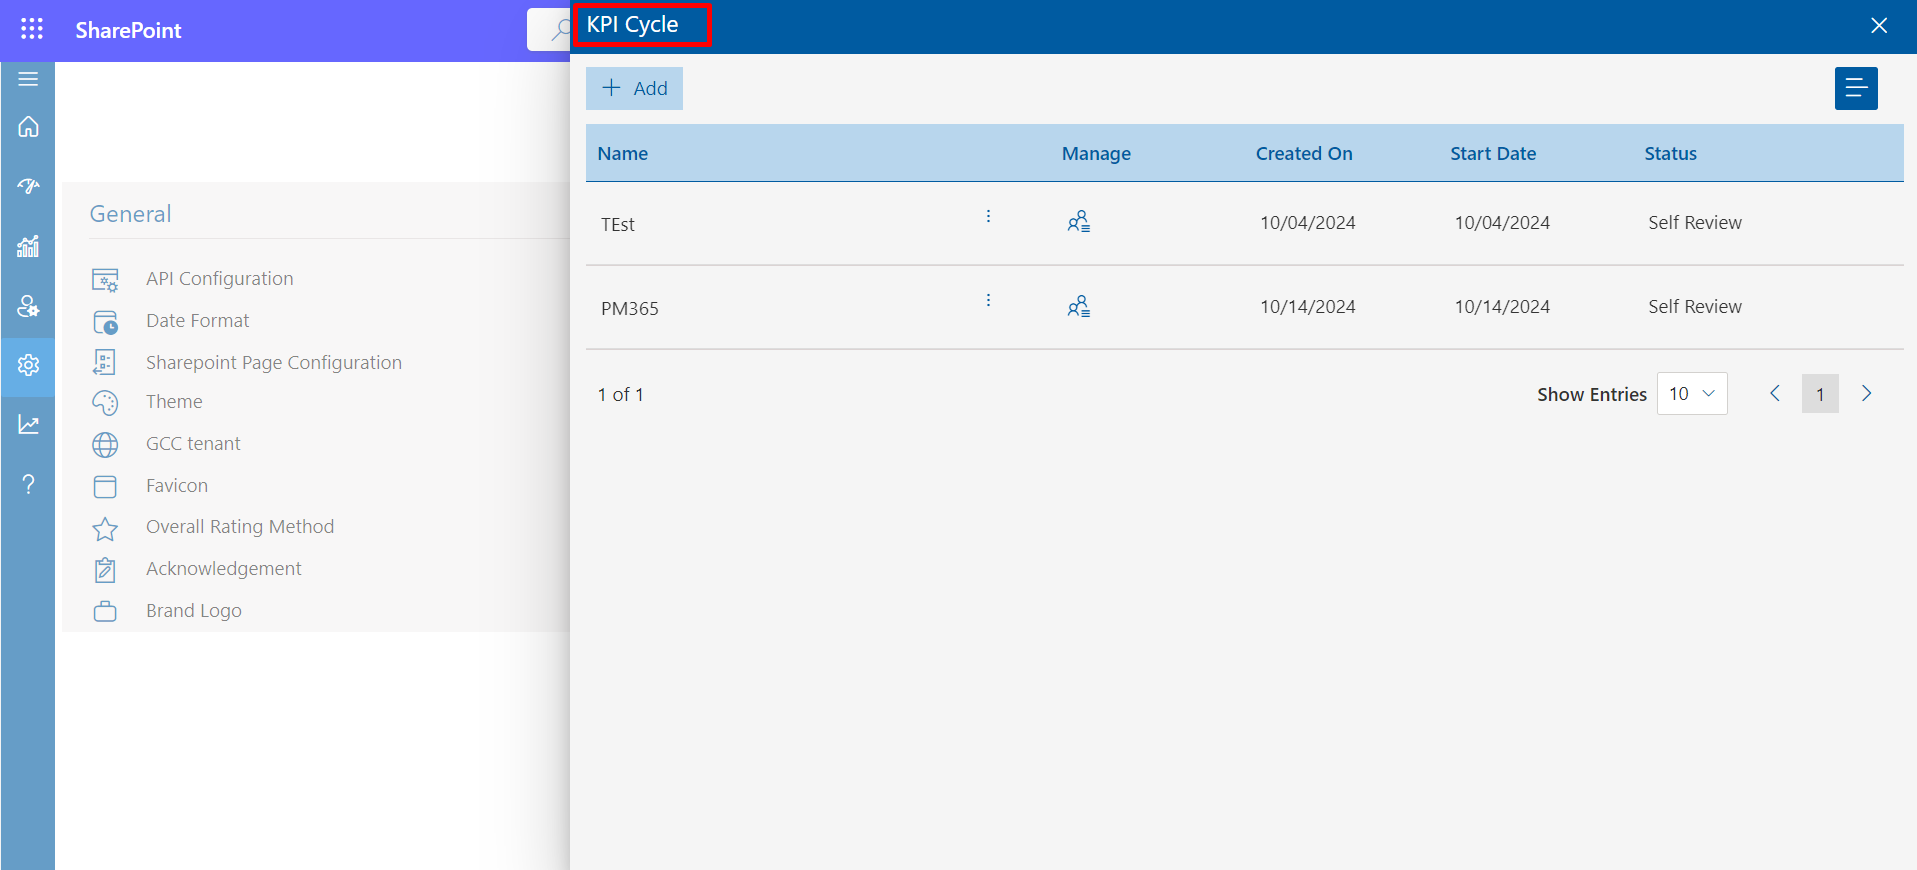 SharePoint
KPI Cycle
Add
Name Manage Created On Start Date Status
TEst 10/04/2024 10/04/2024 Self Review
PM365 10/14/2024 10/14/2024 Self Review
1 of 1 Show Entries 10 1
General
API Configuration
Date Format
Sharepoint Page Configuration
Theme
GCC tenant
Favicon
Overall Rating Method
Acknowledgement
Brand Logo